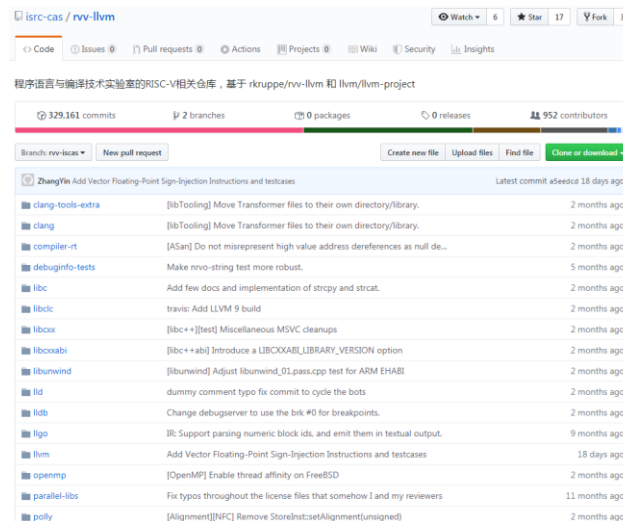 isrc-cas / rvv-llvm
Watch 6 Star 17 Fork
Code Issues 0 Pull requests 0 Actions Projects 0 Wiki Security Insights
程序语言与编译技术实验室的RISC-V相关仓库，基于 rkruppe/rvv-llvm 和 llvm/llvm-project
329,161 commits 2 branches 0 packages 0 releases 952 contributors
Branch: rvv-iscas New pull request Create new file Upload files Find file Clone or download
ZhangYin Add Vector Floating-Point Sign-Injection Instructions and testcases Latest commit a5eedcd 18 days ago
clang-tools-extra [libTooling] Move Transformer files to their own directory/library. 2 months ago
clang [libTooling] Move Transformer files to their own directory/library. 2 months ago
compiler-rt [ASan] Do not misrepresent high value address dereferences as null de... 2 months ago
debuginfo-tests Make nrvo-string test more robust. 5 months ago
libc Add few docs and implementation of strcpy and strcat. 2 months ago
libclc travis: Add LLVM 9 build 2 months ago
libcxx [libc++][test] Miscellaneous MSVC cleanups 2 months ago
libcxxabi [libc++abi] Introduce a LIBCXXABI_LIBRARY_VERSION option 2 months ago
libunwind [libunwind] Adjust libunwind_01.pass.cpp test for ARM EHABI 2 months ago
lld dummy comment typo fix commit to cycle the bots 2 months ago
lldb Change debugserver to use the brk #0 for breakpoints. 2 months ago
llgo IR: Support parsing numeric block ids, and emit them in textual output. 9 months ago
llvm Add Vector Floating-Point Sign-Injection Instructions and testcases 18 days ago
openmp [OpenMP] Enable thread affinity on FreeBSD 2 months ago
parallel-libs Fix typos throughout the license files that somehow I and my reviewers 11 months ago
polly [Alignment][NFC] Remove StoreInst::setAlignment(unsigned) 2 months ago